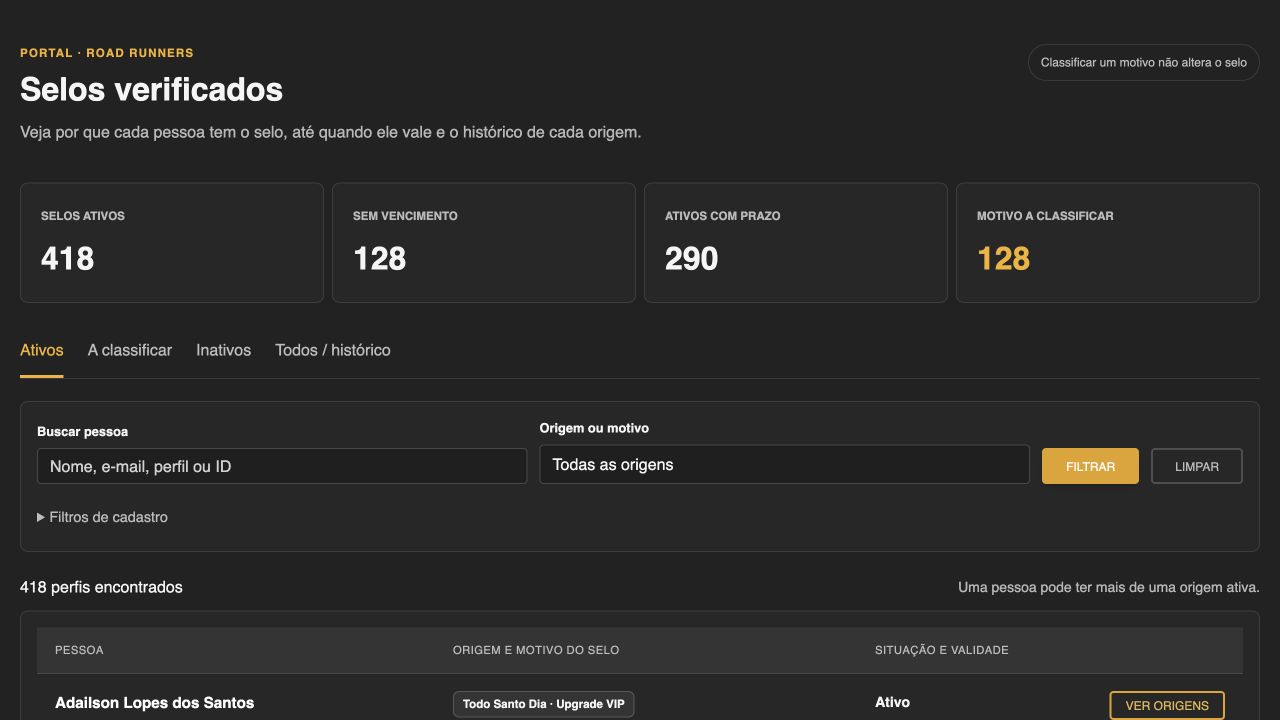 PORTAL · ROAD RUNNERS
Selos verificados
Classificar um motivo não altera o selo
Veja por que cada pessoa tem o selo, até quando ele vale e o histórico de cada origem.
SELOS ATIVOS
418
SEM VENCIMENTO
128
ATIVOS COM PRAZO
290
MOTIVO A CLASSIFICAR
128
Ativos A classificar Inativos Todos / histórico
Buscar pessoa
Nome, e-mail, perfil ou ID
Origem ou motivo
Todas as origens
FILTRAR
LIMPAR
Filtros de cadastro
418 perfis encontrados
Uma pessoa pode ter mais de uma origem ativa.
PESSOA ORIGEM E MOTIVO DO SELO SITUAÇÃO E VALIDADE
Adailson Lopes dos Santos Todo Santo Dia · Upgrade VIP Ativo VER ORIGENS